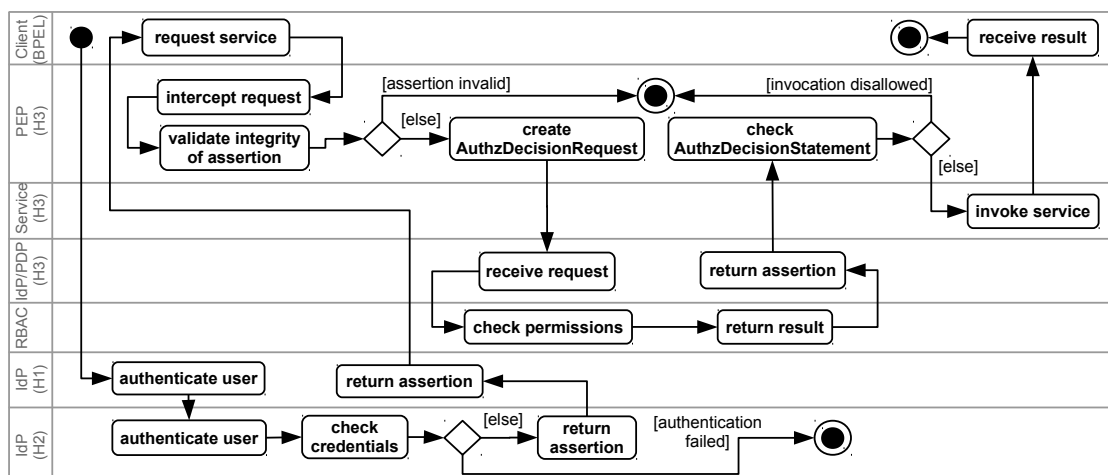 Client
(BPEL)
request service
receive result
PEP
(H3)
intercept request
[assertion invalid]
[invocation disallowed]
validate integrity
of assertion
[else]
create
AuthzDecisionRequest
check
AuthzDecisionStatement
[else]
Service
(H3)
invoke service
IdP/PDP
(H3)
receive request
return assertion
RBAC
check permissions
return result
IdP
(H1)
authenticate user
return assertion
IdP
(H2)
authenticate user
check
credentials
[else]
return
assertion
[authentication
failed]